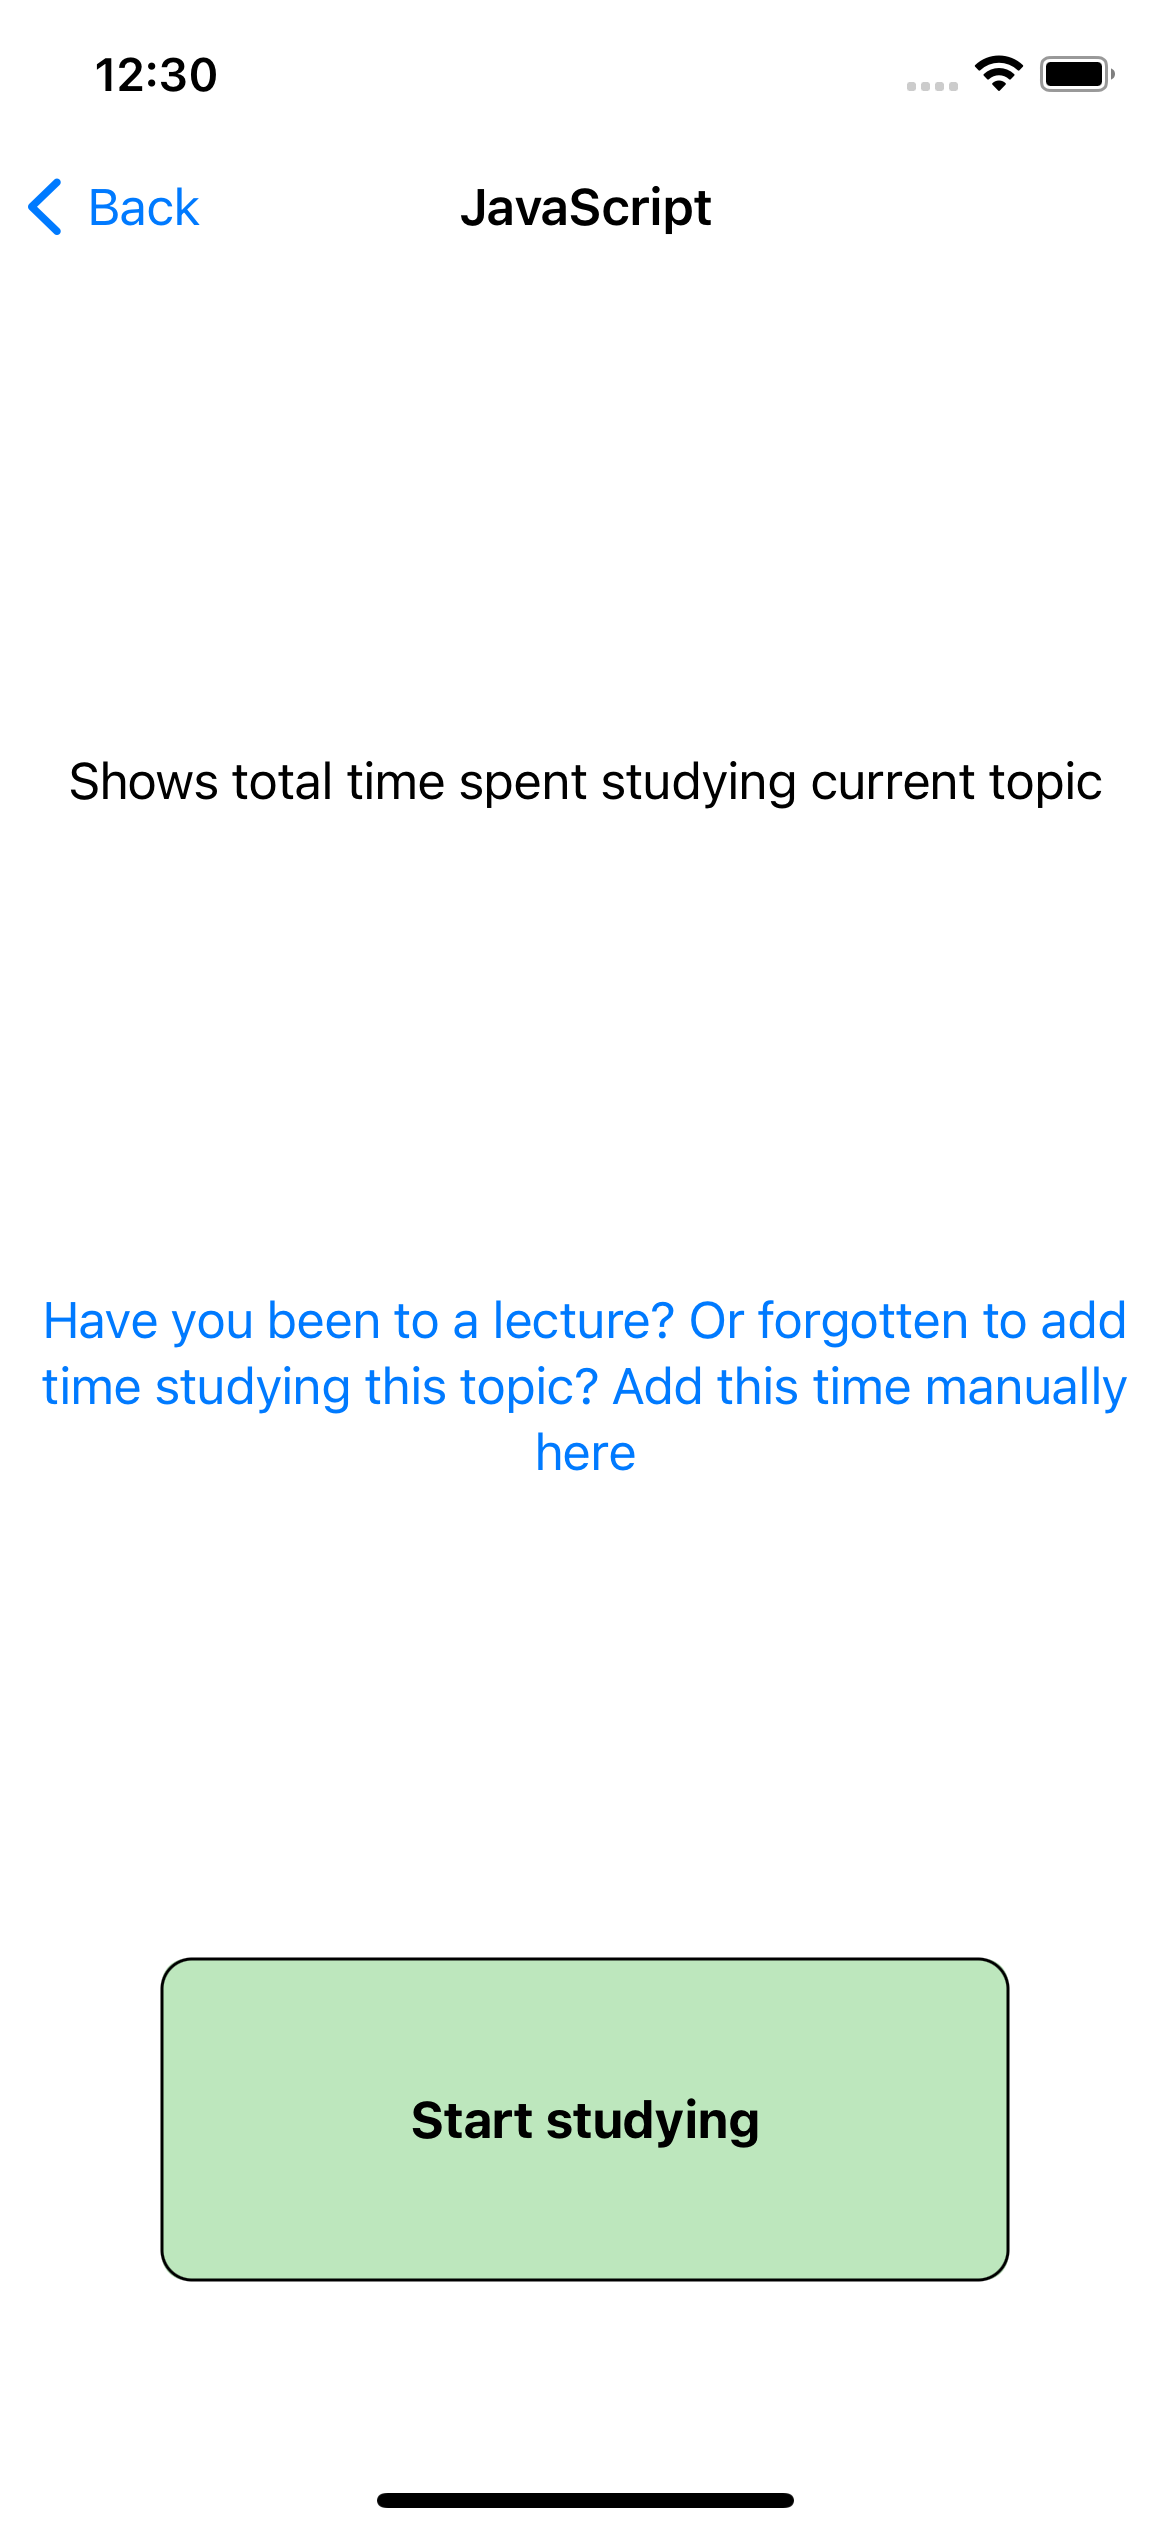 12:30
Back
JavaScript
Shows total time spent studying current topic
Have you been to a lecture? Or forgotten to add
time studying this topic? Add this time manually
here
Start studying